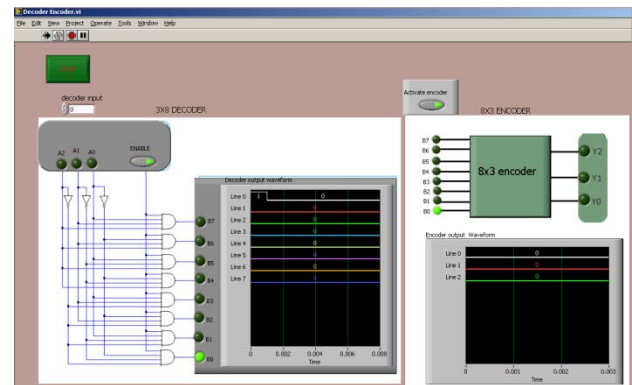 Decoder Encoder.vi
File Edit View Project Operate Tools Window Help
decoder input
0
3X8 DECODER
A2 A1 A0
ENABLE
B7
B6
B5
B4
B3
B2
B1
B0
Decoder output waveform
Line 0 1 0
Line 1 0
Line 2 0
Line 3 0
Line 4 0
Line 5 0
Line 6 0
Line 7 0
0 0.002 0.004 0.006 0.008
Time
Activate encoder
8X3 ENCODER
B7
B6
B5
B4
B3
B2
B1
B0
8x3 encoder
Y2
Y1
Y0
Encoder output Waveform
Line 0 0
Line 1 0
Line 2 0
0 0.001 0.002 0.003
Time